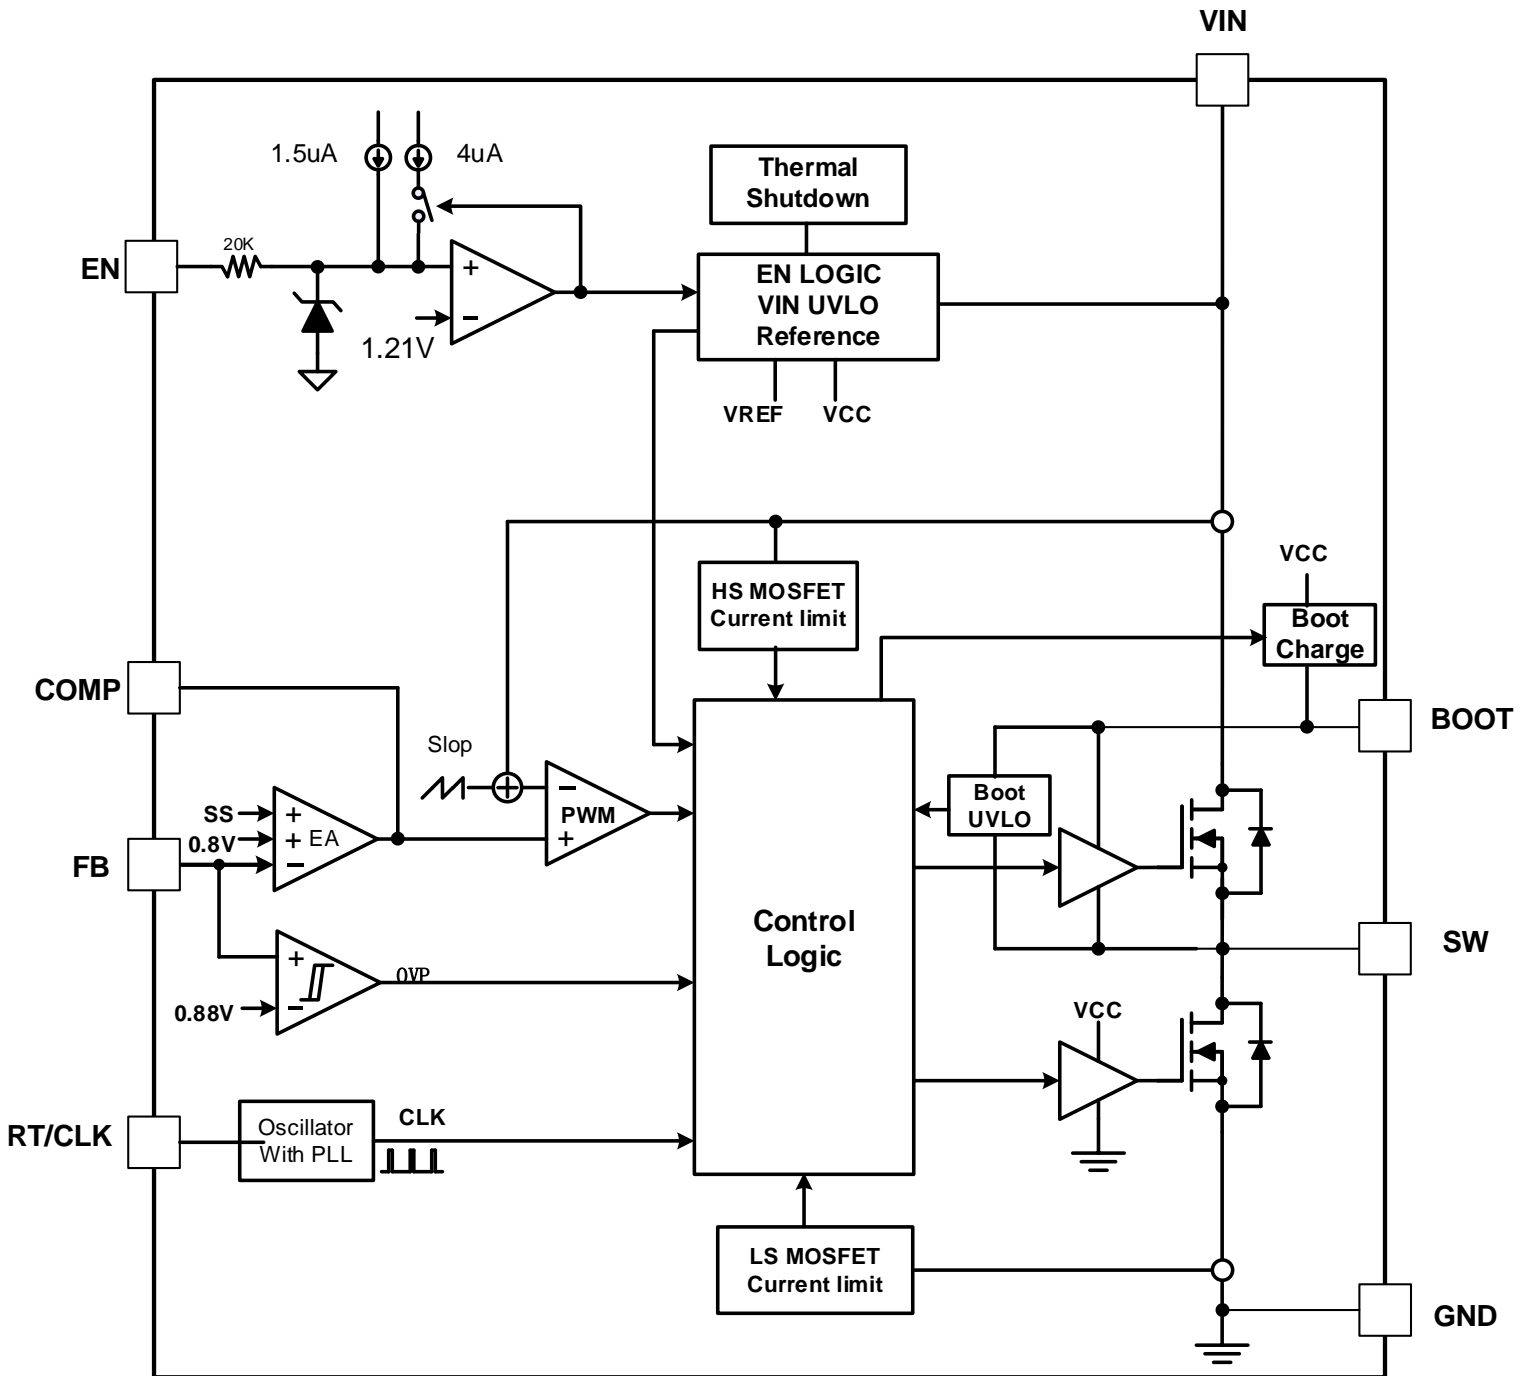 VIN
1.5uA
4uA
Thermal
Shutdown
20K
EN
+
−
1.21V
EN LOGIC
VIN UVLO
Reference
VREF
VCC
HS MOSFET
Current limit
VCC
Boot
Charge
COMP
BOOT
Slop
−
+
PWM
Boot
UVLO
SS
0.8V
+
+ EA
−
FB
Control
Logic
SW
+
−
OVP
0.88V
VCC
RT/CLK
Oscillator
With PLL
CLK
LS MOSFET
Current limit
GND